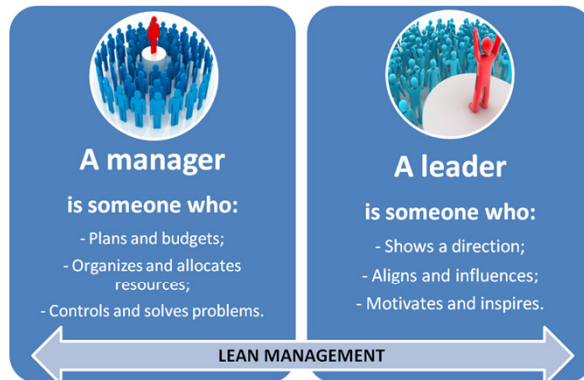 A manager
is someone who:
- Plans and budgets;
- Organizes and allocates
resources;
- Controls and solves problems.
A leader
is someone who:
- Shows a direction;
- Aligns and influences;
- Motivates and inspires.
LEAN MANAGEMENT